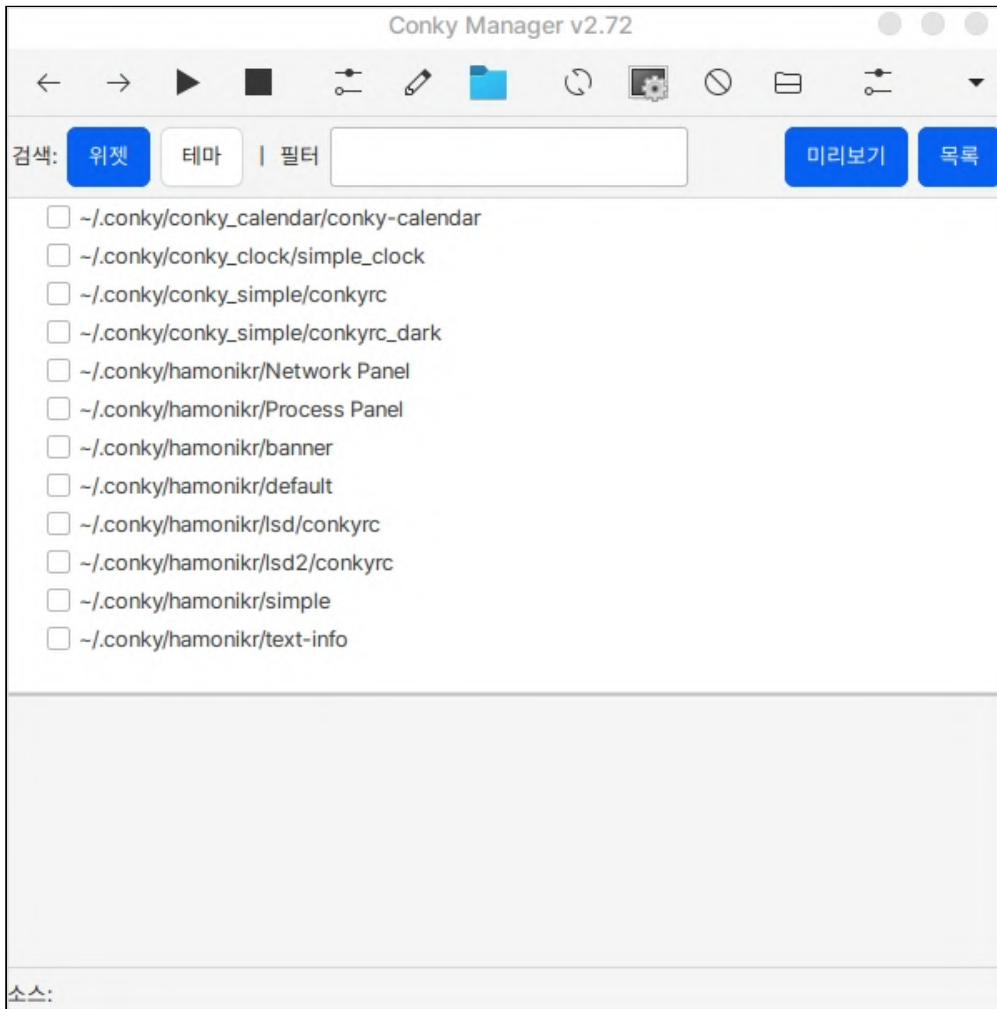 Conky Manager v2.72
검색: 위젯 테마 | 필터 미리보기 목록
~/.conky/conky_calendar/conky-calendar
~/.conky/conky_clock/simple_clock
~/.conky/conky_simple/conkyrc
~/.conky/conky_simple/conkyrc_dark
~/.conky/hamonikr/Network Panel
~/.conky/hamonikr/Process Panel
~/.conky/hamonikr/banner
~/.conky/hamonikr/default
~/.conky/hamonikr/lsd/conkyrc
~/.conky/hamonikr/lsd2/conkyrc
~/.conky/hamonikr/simple
~/.conky/hamonikr/text-info
소스: